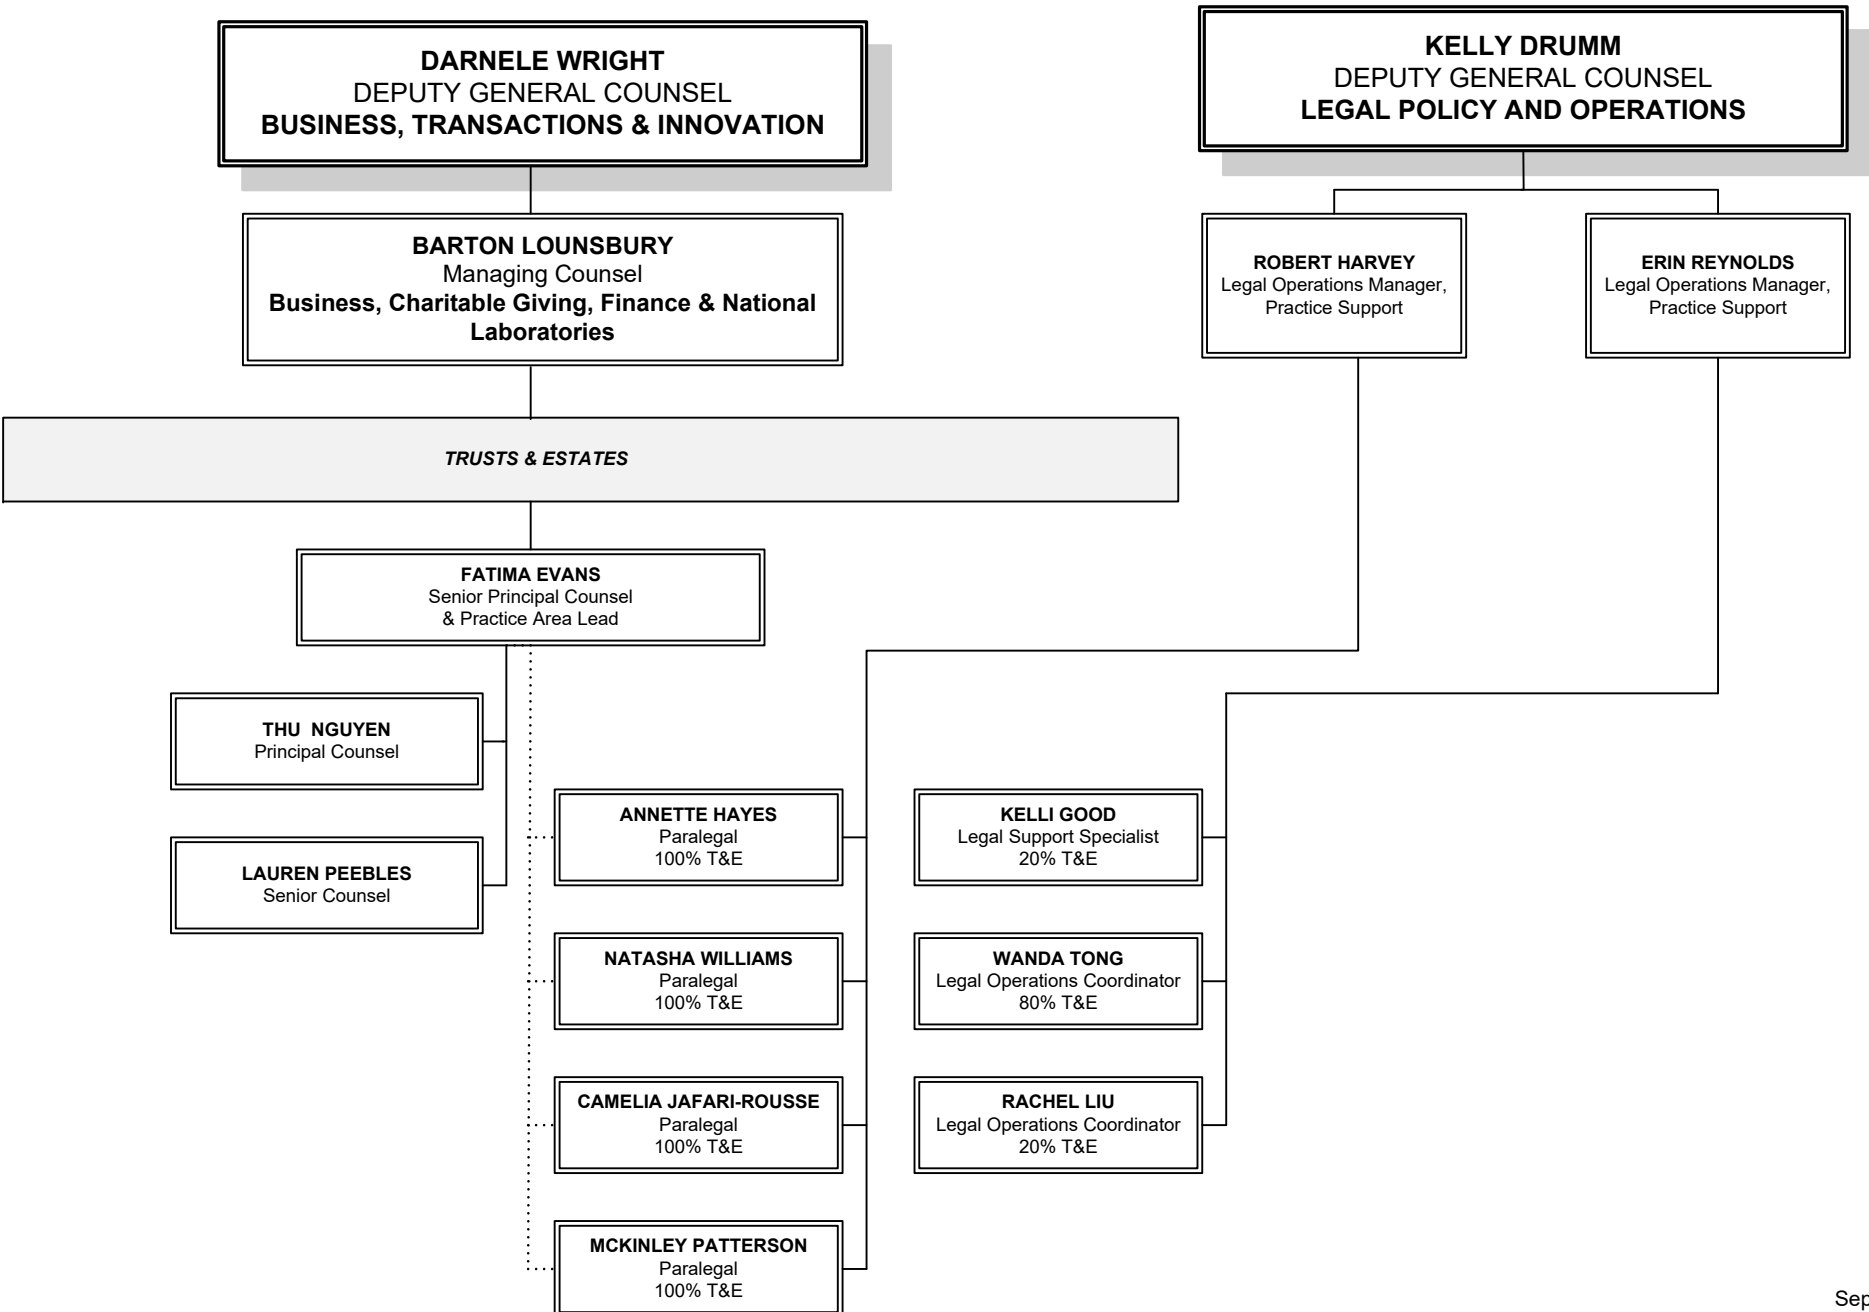 DARNELE WRIGHT
DEPUTY GENERAL COUNSEL
BUSINESS, TRANSACTIONS & INNOVATION
KELLY DRUMM
DEPUTY GENERAL COUNSEL
LEGAL POLICY AND OPERATIONS
BARTON LOUNSBURY
Managing Counsel
Business, Charitable Giving, Finance & National
Laboratories
ROBERT HARVEY
Legal Operations Manager,
Practice Support
ERIN REYNOLDS
Legal Operations Manager,
Practice Support
TRUSTS & ESTATES
FATIMA EVANS
Senior Principal Counsel
& Practice Area Lead
THU NGUYEN
Principal Counsel
LAUREN PEEBLES
Senior Counsel
ANNETTE HAYES
Paralegal
100% T&E
NATASHA WILLIAMS
Paralegal
100% T&E
CAMELIA JAFARI-ROUSSE
Paralegal
100% T&E
MCKINLEY PATTERSON
Paralegal
100% T&E
KELLI GOOD
Legal Support Specialist
20% T&E
WANDA TONG
Legal Operations Coordinator
80% T&E
RACHEL LIU
Legal Operations Coordinator
20% T&E
Sep